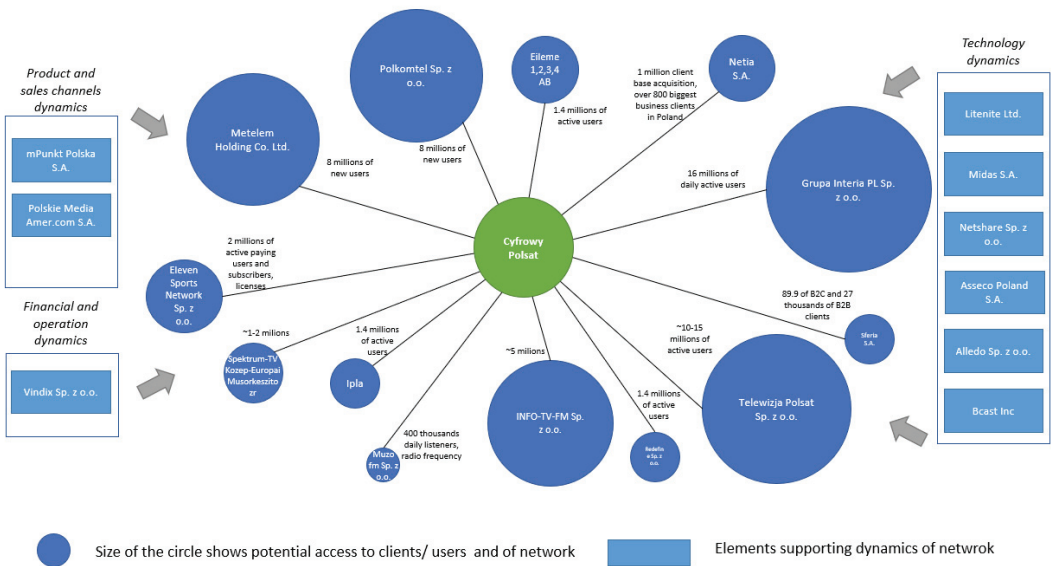 Product and
sales channels
dynamics
mPunkt Polska
S.A.
Polskie Media
Amer.com S.A.
Financial and
operation
dynamics
Vindix Sp. z o.o.
Metelem
Holding Co. Ltd.
8 millions of
new users
Polkomtel Sp. z
o.o.
8 millions of
new users
Eileme
1,2,3,4
AB
1.4 millions of
active users
1 million client
base acquisition,
over 800 biggest
business clients
in Poland
Netia
S.A.
16 millions of
daily active users
Grupa Interia PL Sp.
z o.o.
Cyfrowy
Polsat
2 millions of
active paying
users and
subscribers,
licenses
Eleven
Sports
Network
Sp. z
o.o.
~1-2 milions
Spektrum-TV
Kozep-Europai
Musorkeszito
zr
1.4 millions
of active
users
Ipla
400 thousands
daily listeners,
radio frequency
Muzo
fm Sp. z
o.o.
~5 milions
INFO-TV-FM Sp.
z o.o.
1.4 millions
of active
users
Redefin
e Sp. z
o.o.
~10-15
millions of
active users
Telewizja Polsat
Sp. z o.o.
89.9 of B2C and 27
thousands of B2B
clients
Sferia
S.A.
Technology
dynamics
Litenite Ltd.
Midas S.A.
Netshare Sp. z
o.o.
Asseco Poland
S.A.
Alledo Sp. z o.o.
Bcast Inc
Size of the circle shows potential access to clients/ users and of network
Elements supporting dynamics of netwrok